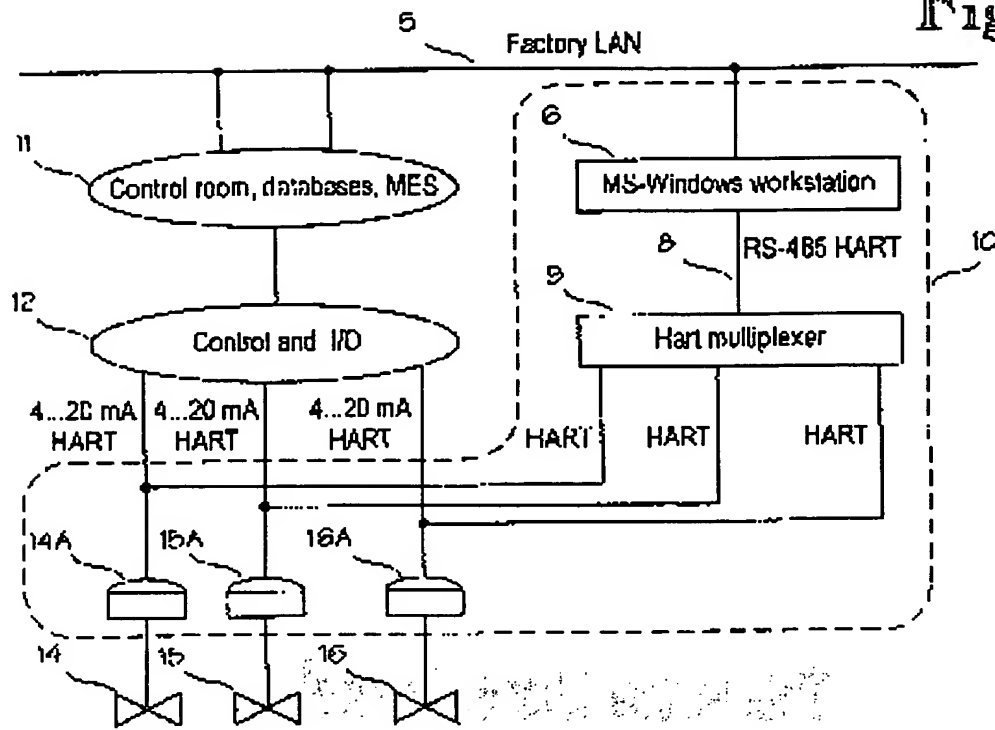 Fig
5
Factory LAN
6
11
Control room, databases, MES
MS-Windows workstation
8
RS-485 HART
10
9
12
Control and I/O
Hart multiplexer
4...20 mA 4...20 mA 4...20 mA
HART HART HART
HART HART HART
14A
15A
16A
14
15
16